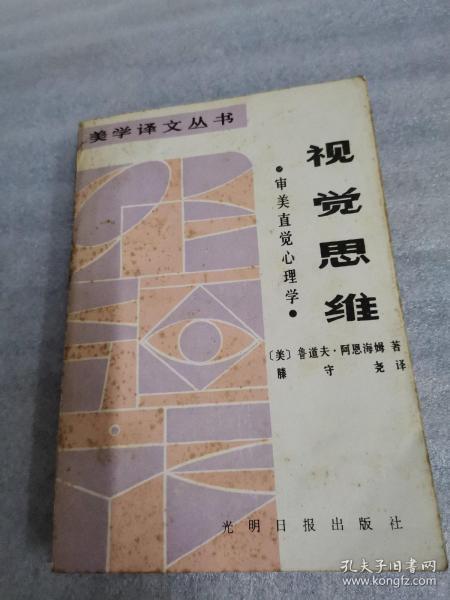 美学译文丛书
视觉思维
•审美直觉心理学•
〔美〕鲁道夫·阿恩海姆 著
滕守尧 译
光明日报出版社
孔夫子旧书网
www.kongfz.com